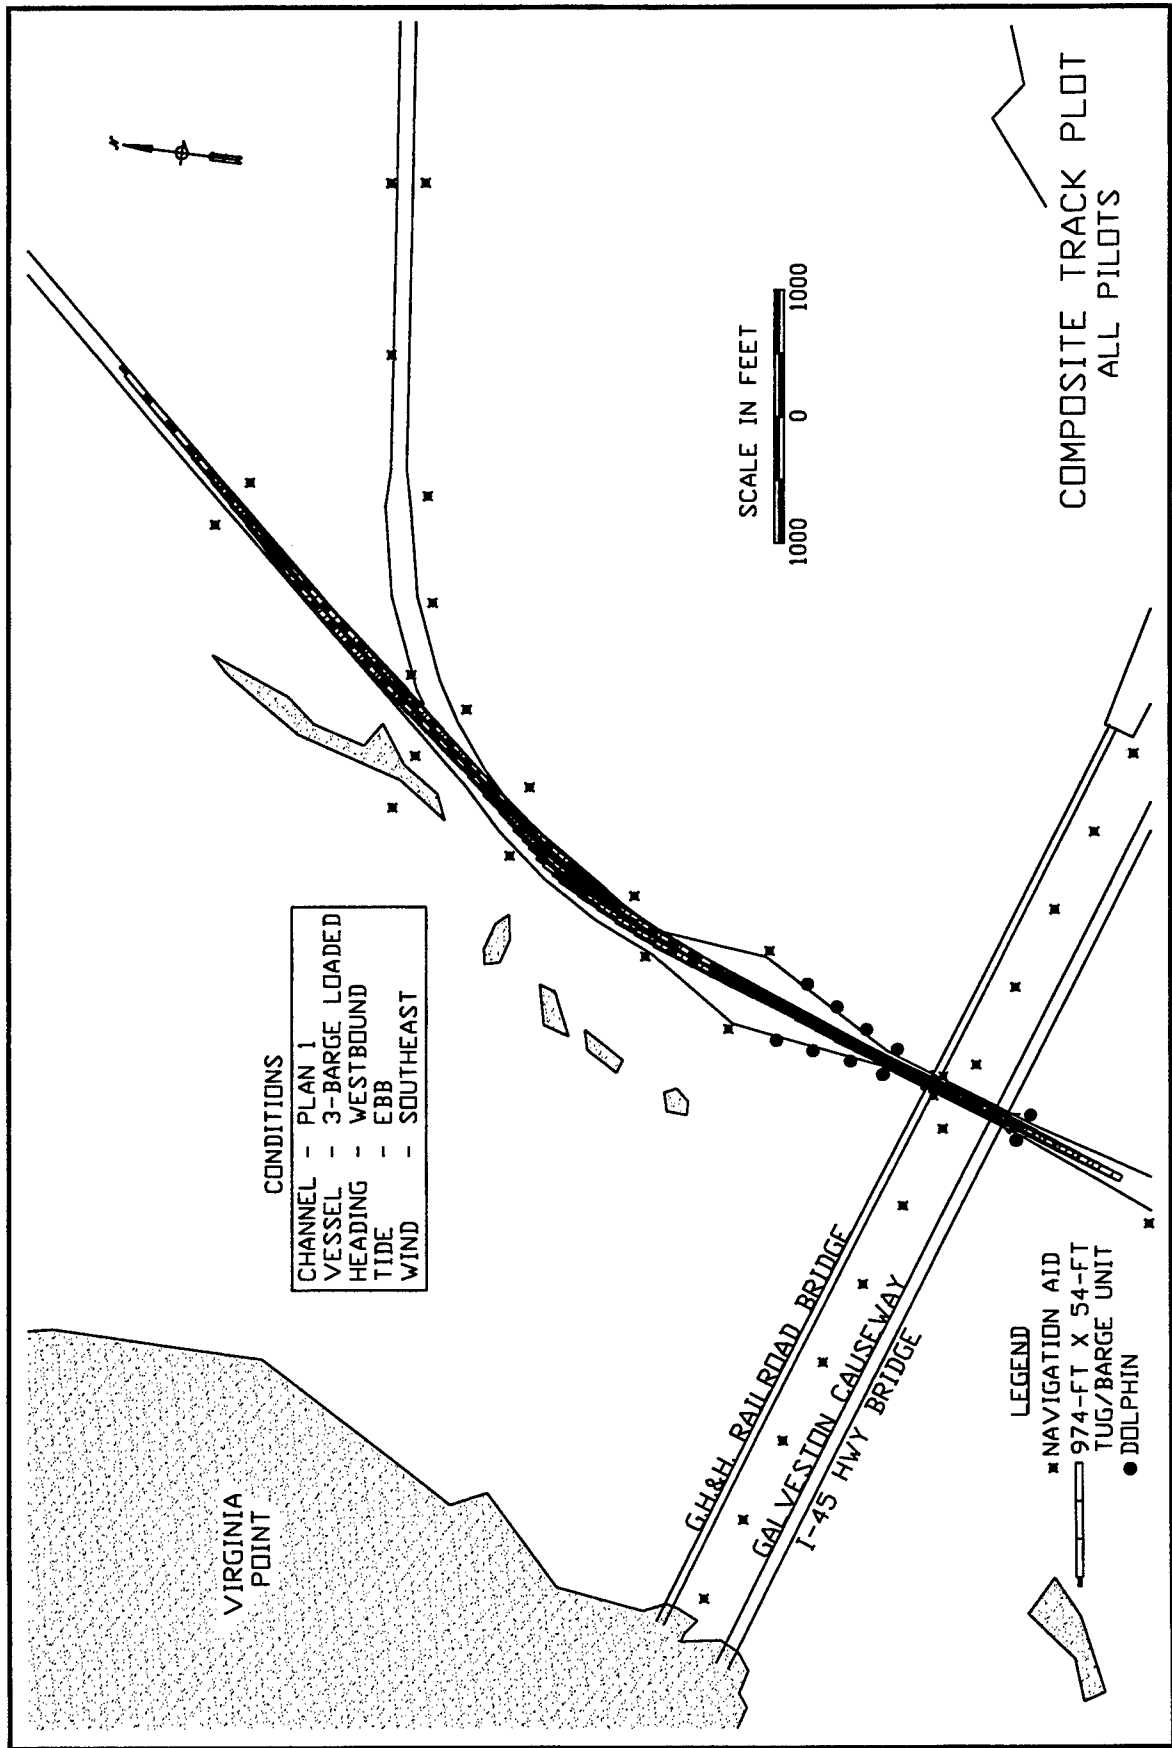 VIRGINIA
POINT
CONDITIONS
CHANNEL - PLAN 1
VESSEL - 3-BARGE LOADED
HEADING - WESTBOUND
TIDE - EBB
WIND - SOUTHEAST
N
G.H.&H. RAILROAD BRIDGE
GALVESTON CAUSEWAY
I-45 HWY BRIDGE
SCALE IN FEET
1000 0 1000
LEGEND
NAVIGATION AID
974-FT X 54-FT
TUG/BARGE UNIT
DOLPHIN
COMPOSITE TRACK PLOT
ALL PILOTS